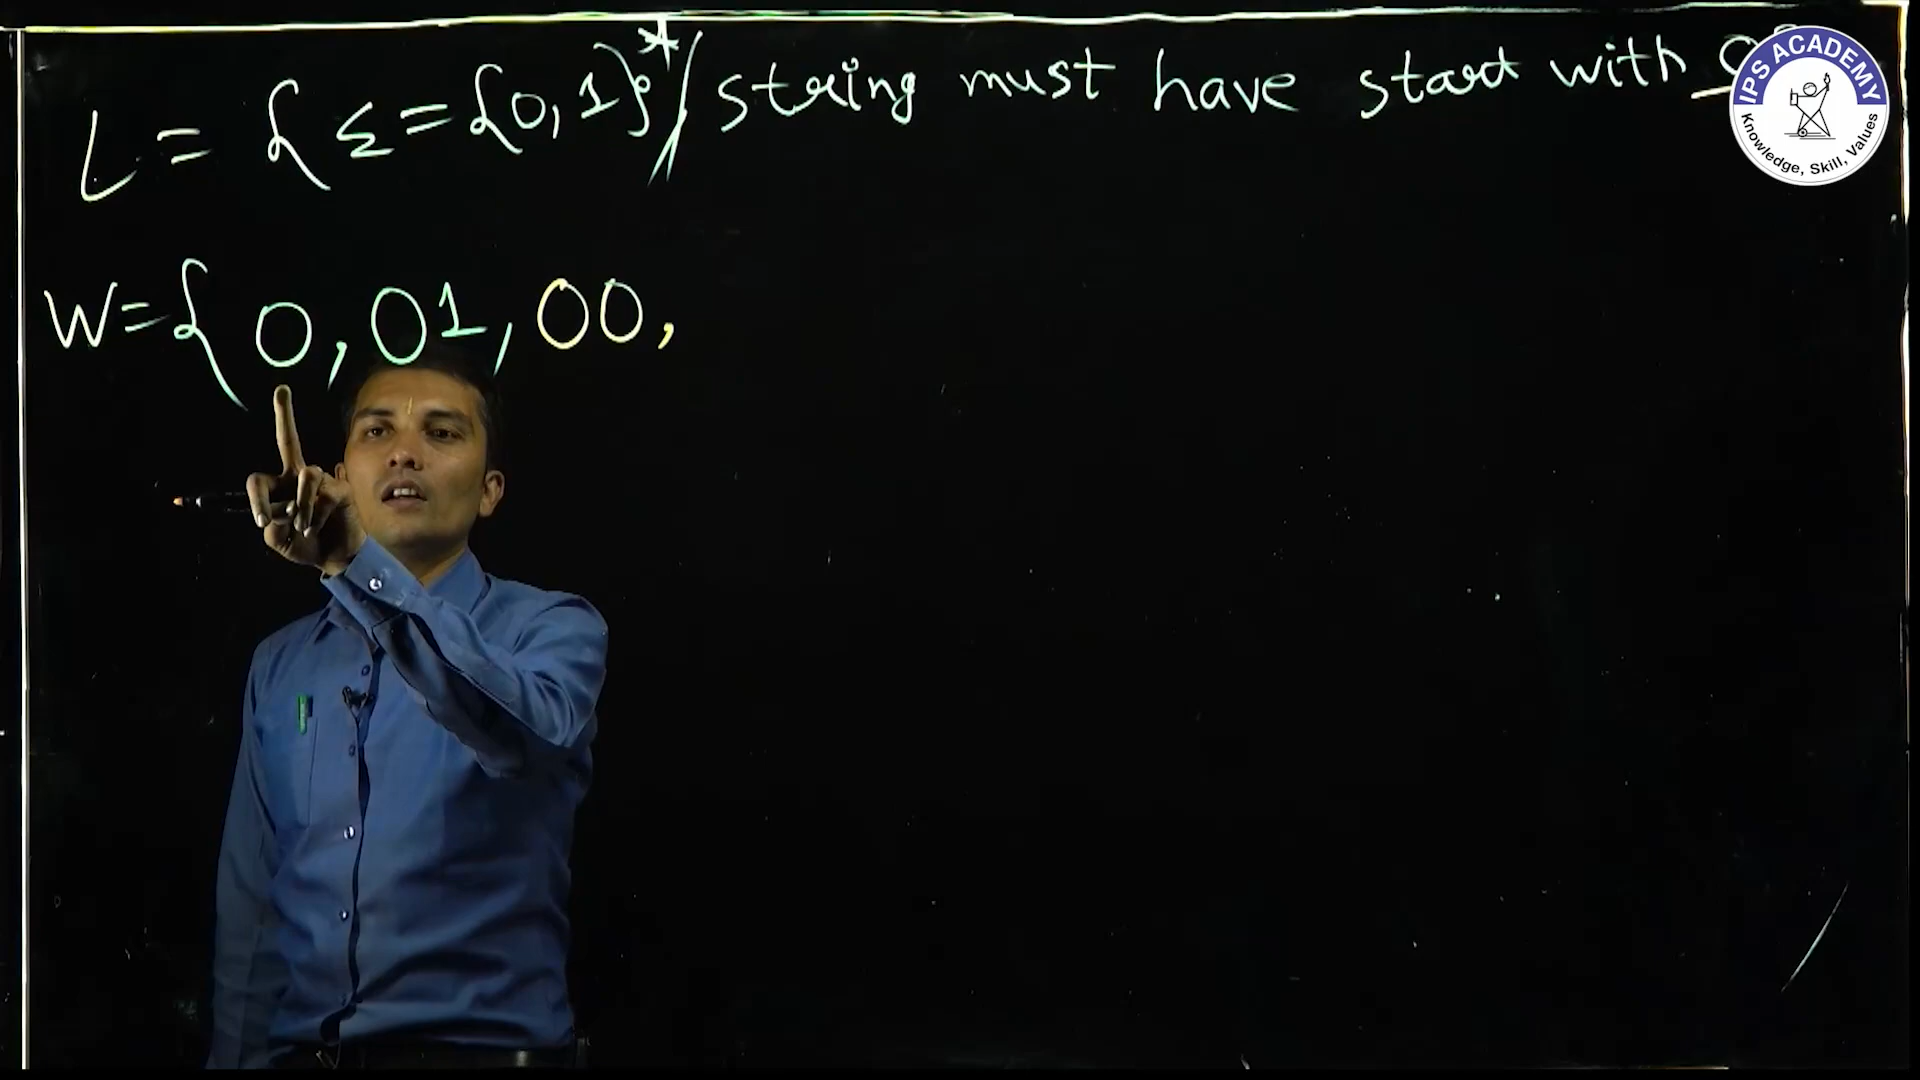 L = { Σ = {0,1}* / string must have start with
W = { 0, 01, 00,
IPS ACADEMY
Knowledge, Skill, Values